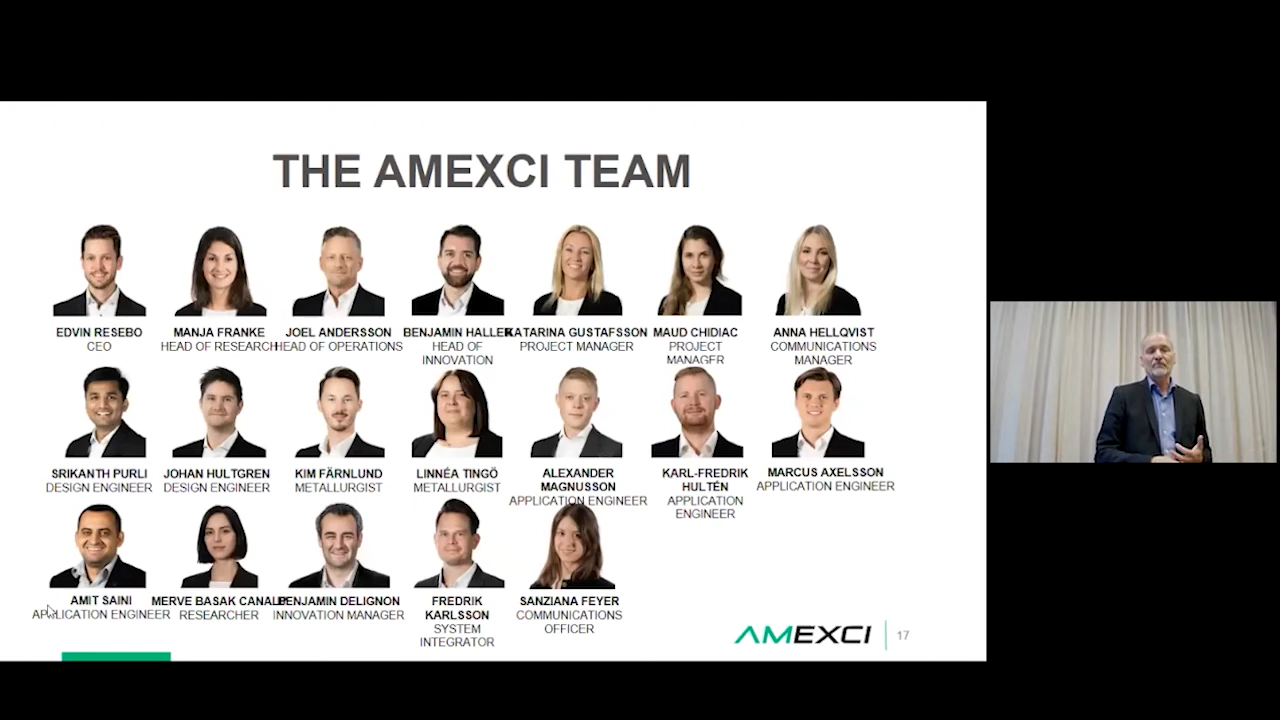 THE AMEXCI TEAM
EDVIN RESEBO
CEO
MANJA FRANKE
HEAD OF RESEARCH
JOEL ANDERSSON
HEAD OF OPERATIONS
BENJAMIN HALLER
HEAD OF
INNOVATION
KATARINA GUSTAFSSON
PROJECT MANAGER
MAUD CHIDIAC
PROJECT
MANAGER
ANNA HELLQVIST
COMMUNICATIONS
MANAGER
SRIKANTH PURLI
DESIGN ENGINEER
JOHAN HULTGREN
DESIGN ENGINEER
KIM FÄRNLUND
METALLURGIST
LINNÉA TINGÖ
METALLURGIST
ALEXANDER
MAGNUSSON
APPLICATION ENGINEER
KARL-FREDRIK
HULTÉN
APPLICATION
ENGINEER
MARCUS AXELSSON
APPLICATION ENGINEER
AMIT SAINI
APPLICATION ENGINEER
MERVE BASAK
RESEARCHER
BENJAMIN DELIGNON
INNOVATION MANAGER
FREDRIK
KARLSSON
SYSTEM
INTEGRATOR
SANZIANA FEYER
COMMUNICATIONS
OFFICER
AMEXCI
17